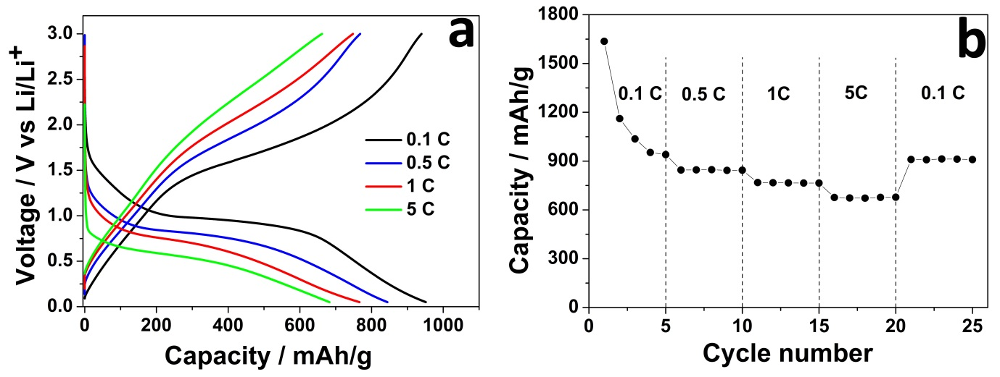 a
3.0
2.5
2.0
1.5
1.0
0.5
0.0
Voltage / V vs Li/Li+
0.1 C
0.5 C
1 C
5 C
0 200 400 600 800 1000
Capacity / mAh/g
b
1800
1500
1200
900
600
300
0
Capacity / mAh/g
0.1 C 0.5 C 1C 5C 0.1 C
0 5 10 15 20 25
Cycle number